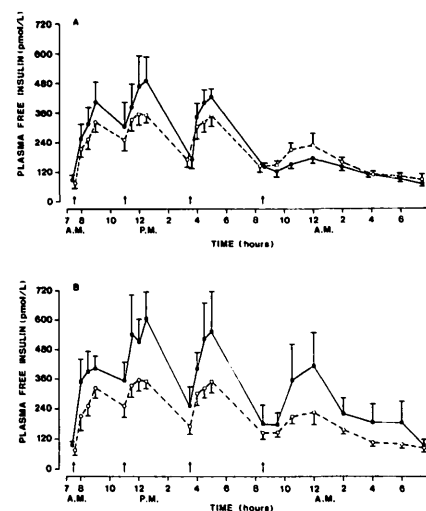 A
PLASMA FREE INSULIN (pmol/L)
720
600
480
360
240
120
0
7 8 10 12 2 4 6 8 10 12 2 4 6
A.M. P.M. A.M.
TIME (hours)
B
PLASMA FREE INSULIN (pmol/L)
720
600
480
360
240
120
0
7 8 10 12 2 4 6 8 10 12 2 4 6
A.M. P.M. A.M.
TIME (hours)